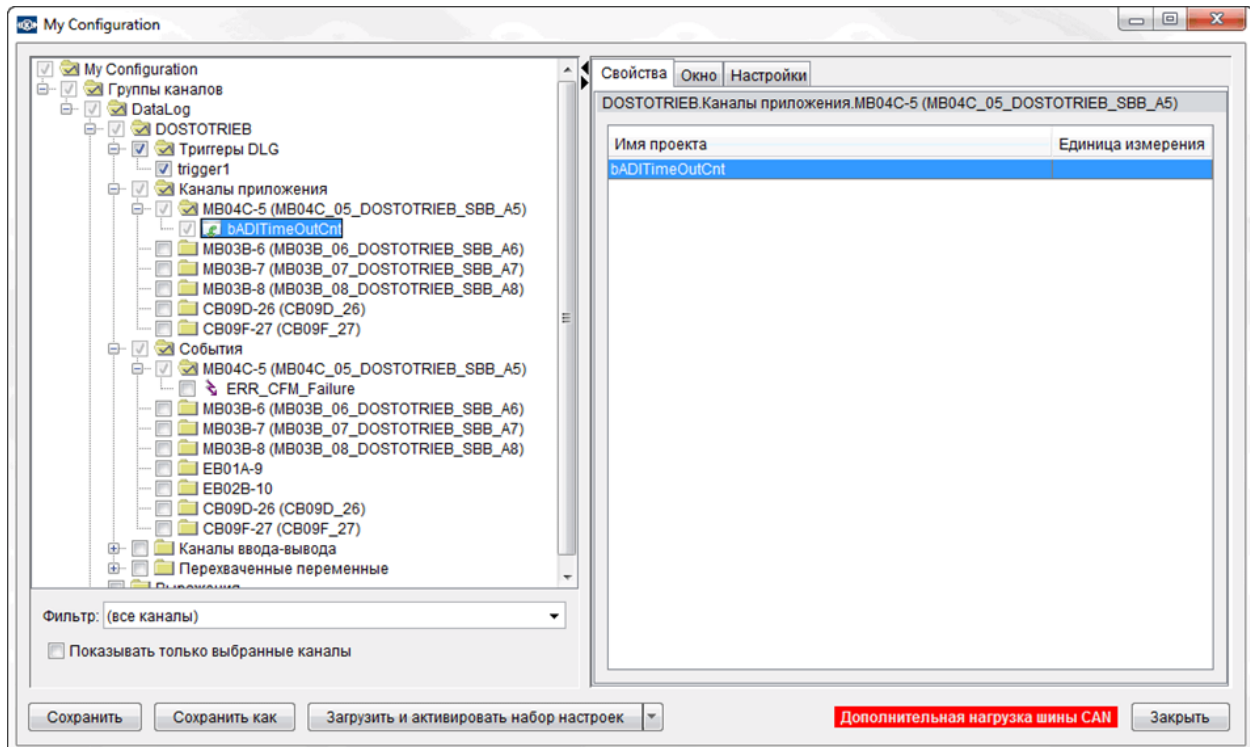 My Configuration
My Configuration
Группы каналов
DataLog
DOSTOTRIEB
Триггеры DLG
trigger1
Каналы приложения
MB04C-5 (MB04C_05_DOSTOTRIEB_SBB_A5)
bADITimeOutCnt
MB03B-6 (MB03B_06_DOSTOTRIEB_SBB_A6)
MB03B-7 (MB03B_07_DOSTOTRIEB_SBB_A7)
MB03B-8 (MB03B_08_DOSTOTRIEB_SBB_A8)
CB09D-26 (CB09D_26)
CB09F-27 (CB09F_27)
События
MB04C-5 (MB04C_05_DOSTOTRIEB_SBB_A5)
ERR_CFM_Failure
MB03B-6 (MB03B_06_DOSTOTRIEB_SBB_A6)
MB03B-7 (MB03B_07_DOSTOTRIEB_SBB_A7)
MB03B-8 (MB03B_08_DOSTOTRIEB_SBB_A8)
EB01A-9
EB02B-10
CB09D-26 (CB09D_26)
CB09F-27 (CB09F_27)
Каналы ввода-вывода
Перехваченные переменные
Выражения
Фильтр: (все каналы)
Показывать только выбранные каналы
Свойства Окно Настройки
DOSTOTRIEB.Каналы приложения.MB04C-5 (MB04C_05_DOSTOTRIEB_SBB_A5)
Имя проекта Единица измерения
bADITimeOutCnt
Сохранить Сохранить как Загрузить и активировать набор настроек Дополнительная нагрузка шины CAN Закрыть